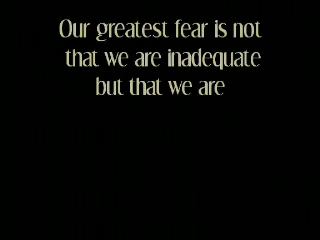 Our greatest fear is not
that we are inadequate
but that we are